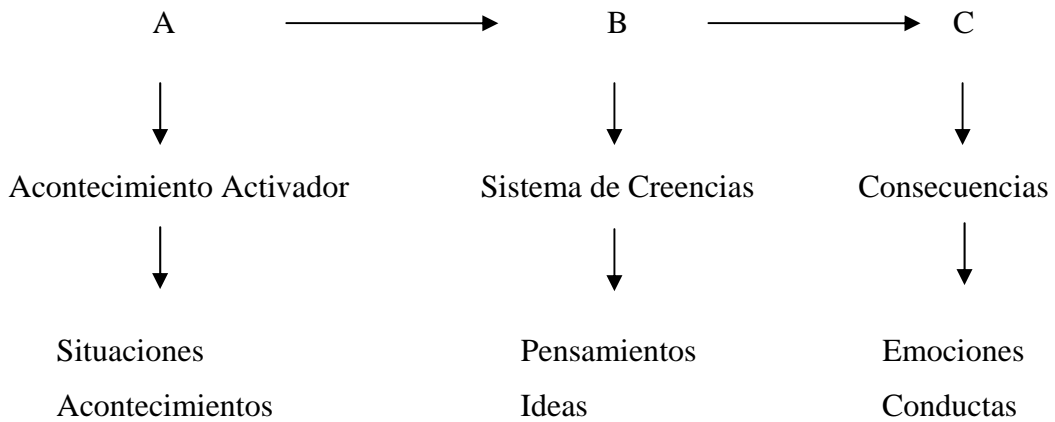 A B C
Acontecimiento Activador Sistema de Creencias Consecuencias
Situaciones Pensamientos Emociones
Acontecimientos Ideas Conductas